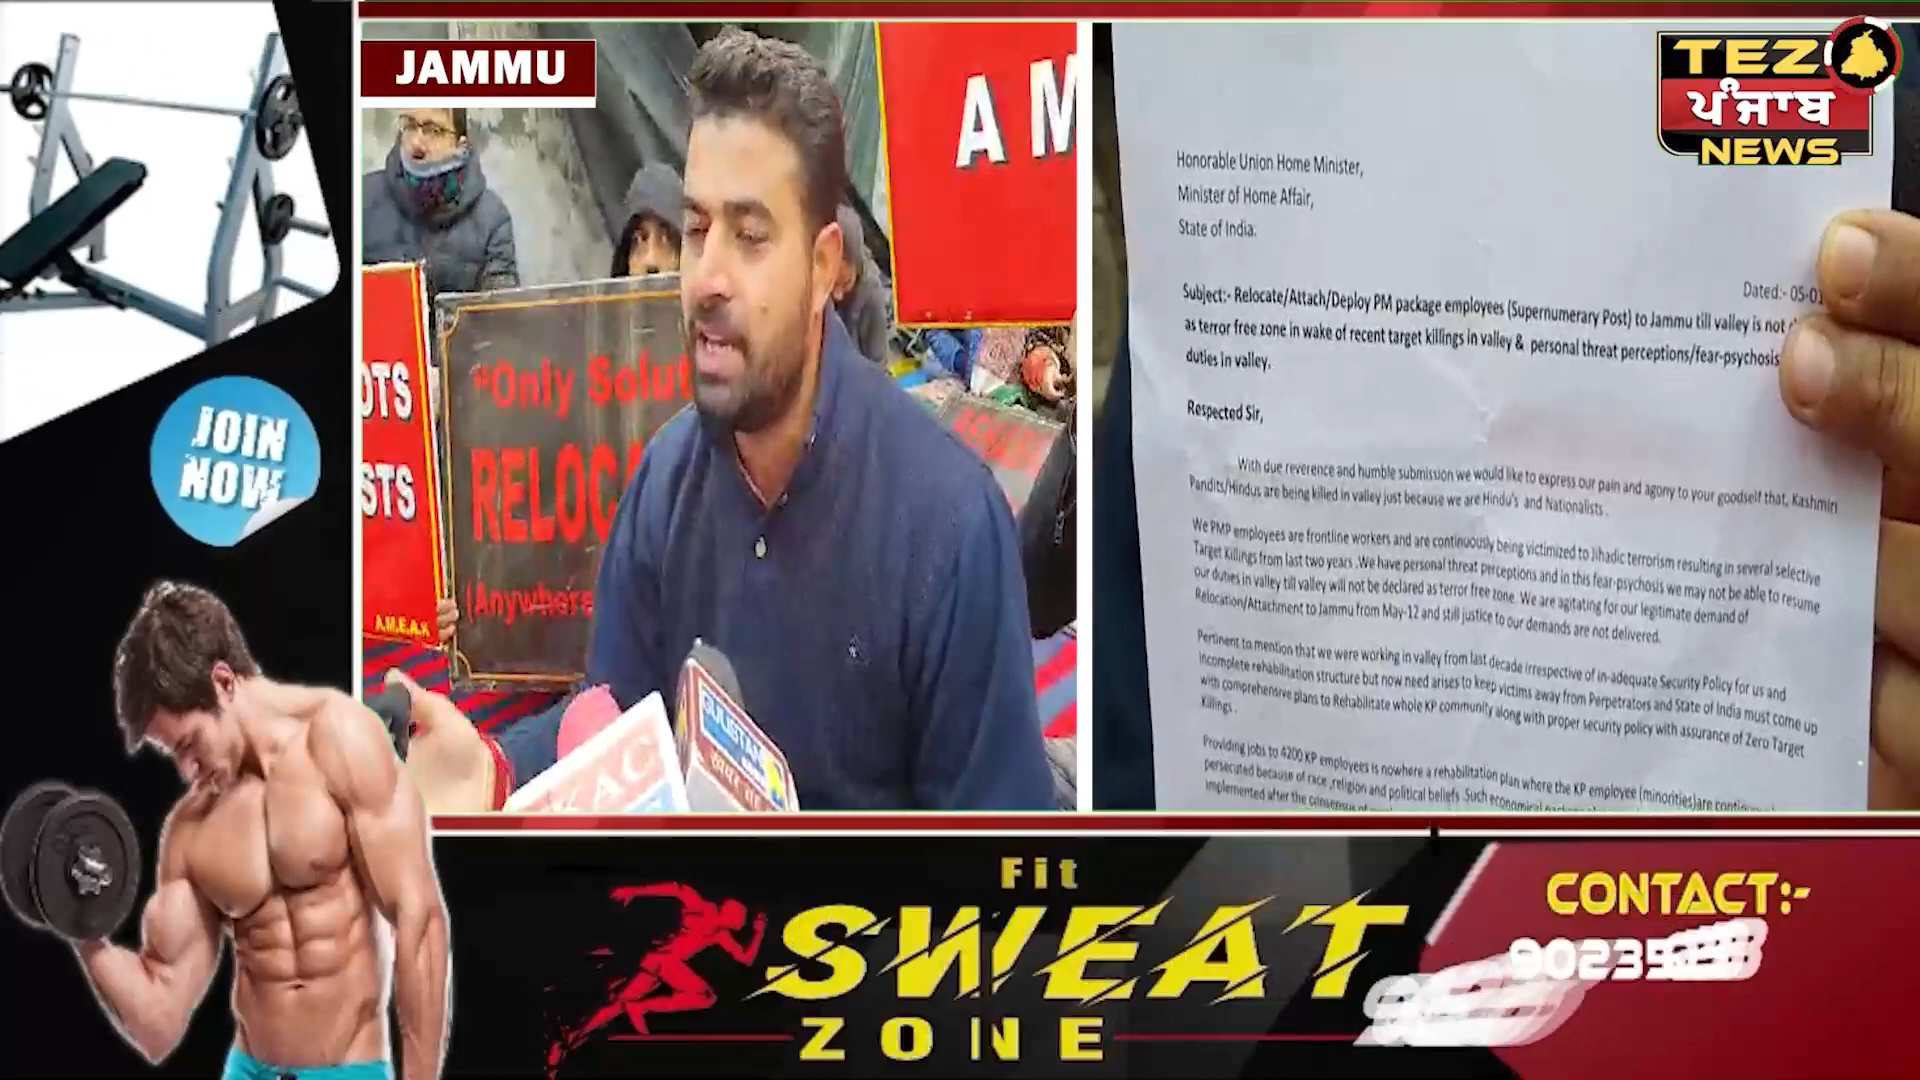 JAMMU
TEZ
ਪੰਜਾਬ
NEWS
JOIN
NOW
OTS
STS
A.M.E.A.K
"Only Solut
RELOCA
(Anywhere
A M
GULISTAN
Honorable Union Home Minister,
Minister of Home Affair,
State of India.
Dated:- 05-01
Subject:- Relocate/Attach/Deploy PM package employees (Supernumerary Post) to Jammu till valley is not
as terror free zone in wake of recent target killings in valley & personal threat perceptions/fear-psychosis
duties in valley.
Respected Sir,
With due reverence and humble submission we would like to express our pain and agony to your goodself that, Kashmiri
Pandits/Hindus are being killed in valley just because we are Hindu's and Nationalists .
We PMP employees are frontline workers and are continuously being victimized to Jihadic terrorism resulting in several selective
Target Killings from last two years .We have personal threat perceptions and in this fear-psychosis we may not be able to resume
our duties in valley till valley will not be declared as terror free zone. We are agitating for our legitimate demand of
Relocation/Attachment to Jammu from May-12 and still justice to our demands are not delivered.
Pertinent to mention that we were working in valley from last decade irrespective of in-adequate Security Policy for us and
incomplete rehabilitation structure but now need arises to keep victims away from Perpetrators and State of India must come up
with comprehensive plans to Rehabilitate whole KP community along with proper security policy with assurance of Zero Target
Killings .
Providing jobs to 4200 KP employees is nowhere a rehabilitation plan where the KP employee (minorities)are
persecuted because of race ,religion and political beliefs .Such economical
implemented after the consensus of
Fit
SWEAT
ZONE
CONTACT:-
90235